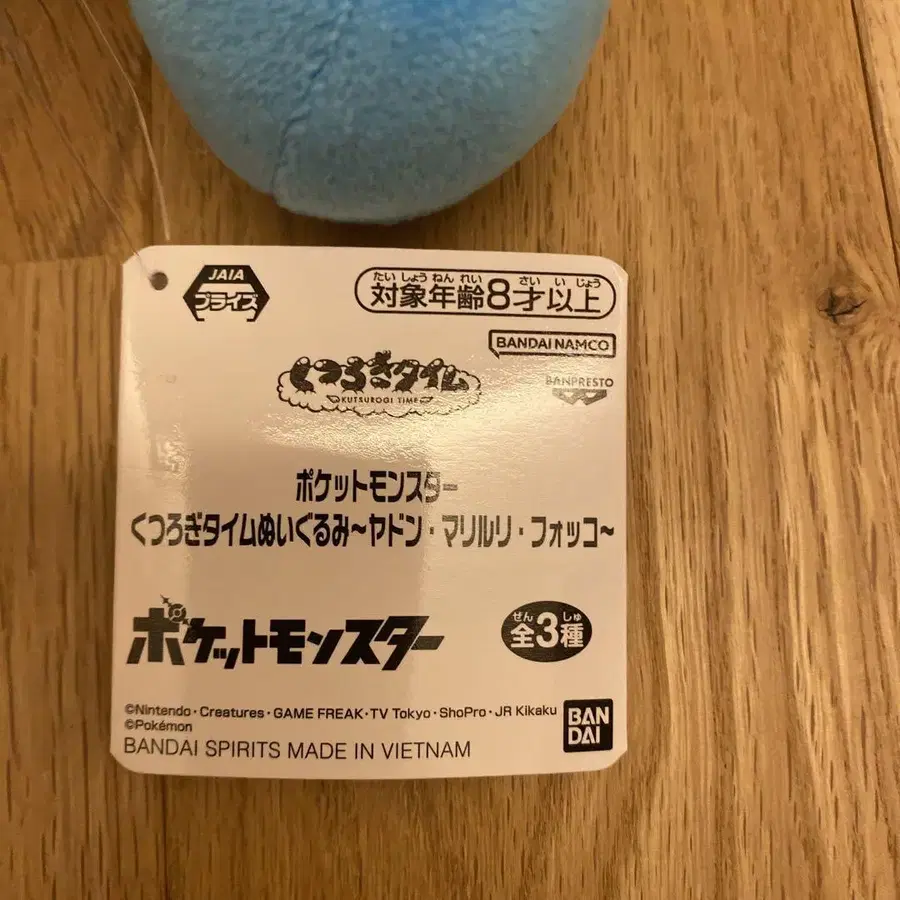 JAIA
プライズ
たいしょうねんれい さい い じょう
対象年齢8才以上
BANDAI NAMCO
くつろぎタイム
KUTSUROGI TIME
BANPRESTO
ポケットモンスター
くつろぎタイムぬいぐるみ~ヤドン・マリルリ・フォッコ~
ポケットモンスター
ぜん しゅ
全3種
©Nintendo・Creatures・GAME FREAK・TV Tokyo・ShoPro・JR Kikaku
©Pokémon
BANDAI SPIRITS MADE IN VIETNAM
BAN
DAI